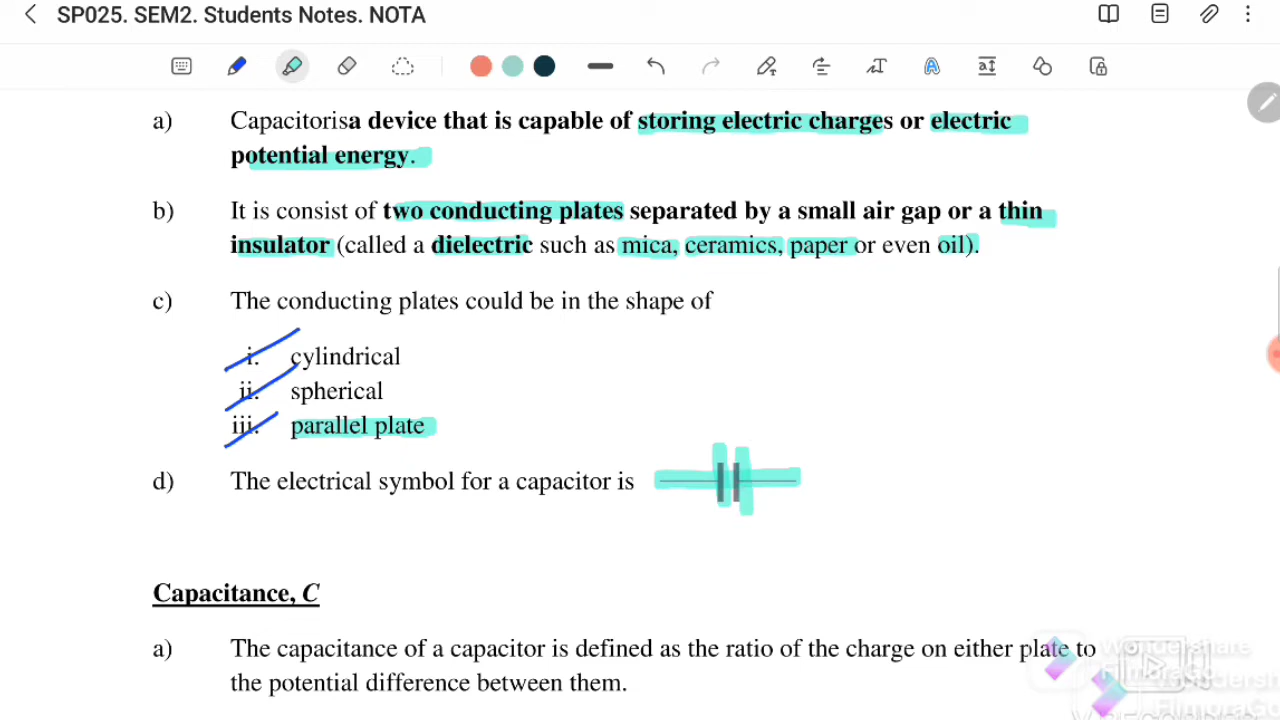 SP025. SEM2. Students Notes. NOTA
a) Capacitorisa device that is capable of storing electric charges or electric
potential energy.
b) It is consist of two conducting plates separated by a small air gap or a thin
insulator (called a dielectric such as mica, ceramics, paper or even oil).
c) The conducting plates could be in the shape of
i. cylindrical
ii. spherical
iii. parallel plate
d) The electrical symbol for a capacitor is
Capacitance, C
a) The capacitance of a capacitor is defined as the ratio of the charge on either plate to
the potential difference between them.
Wondershare
FilmoraGo